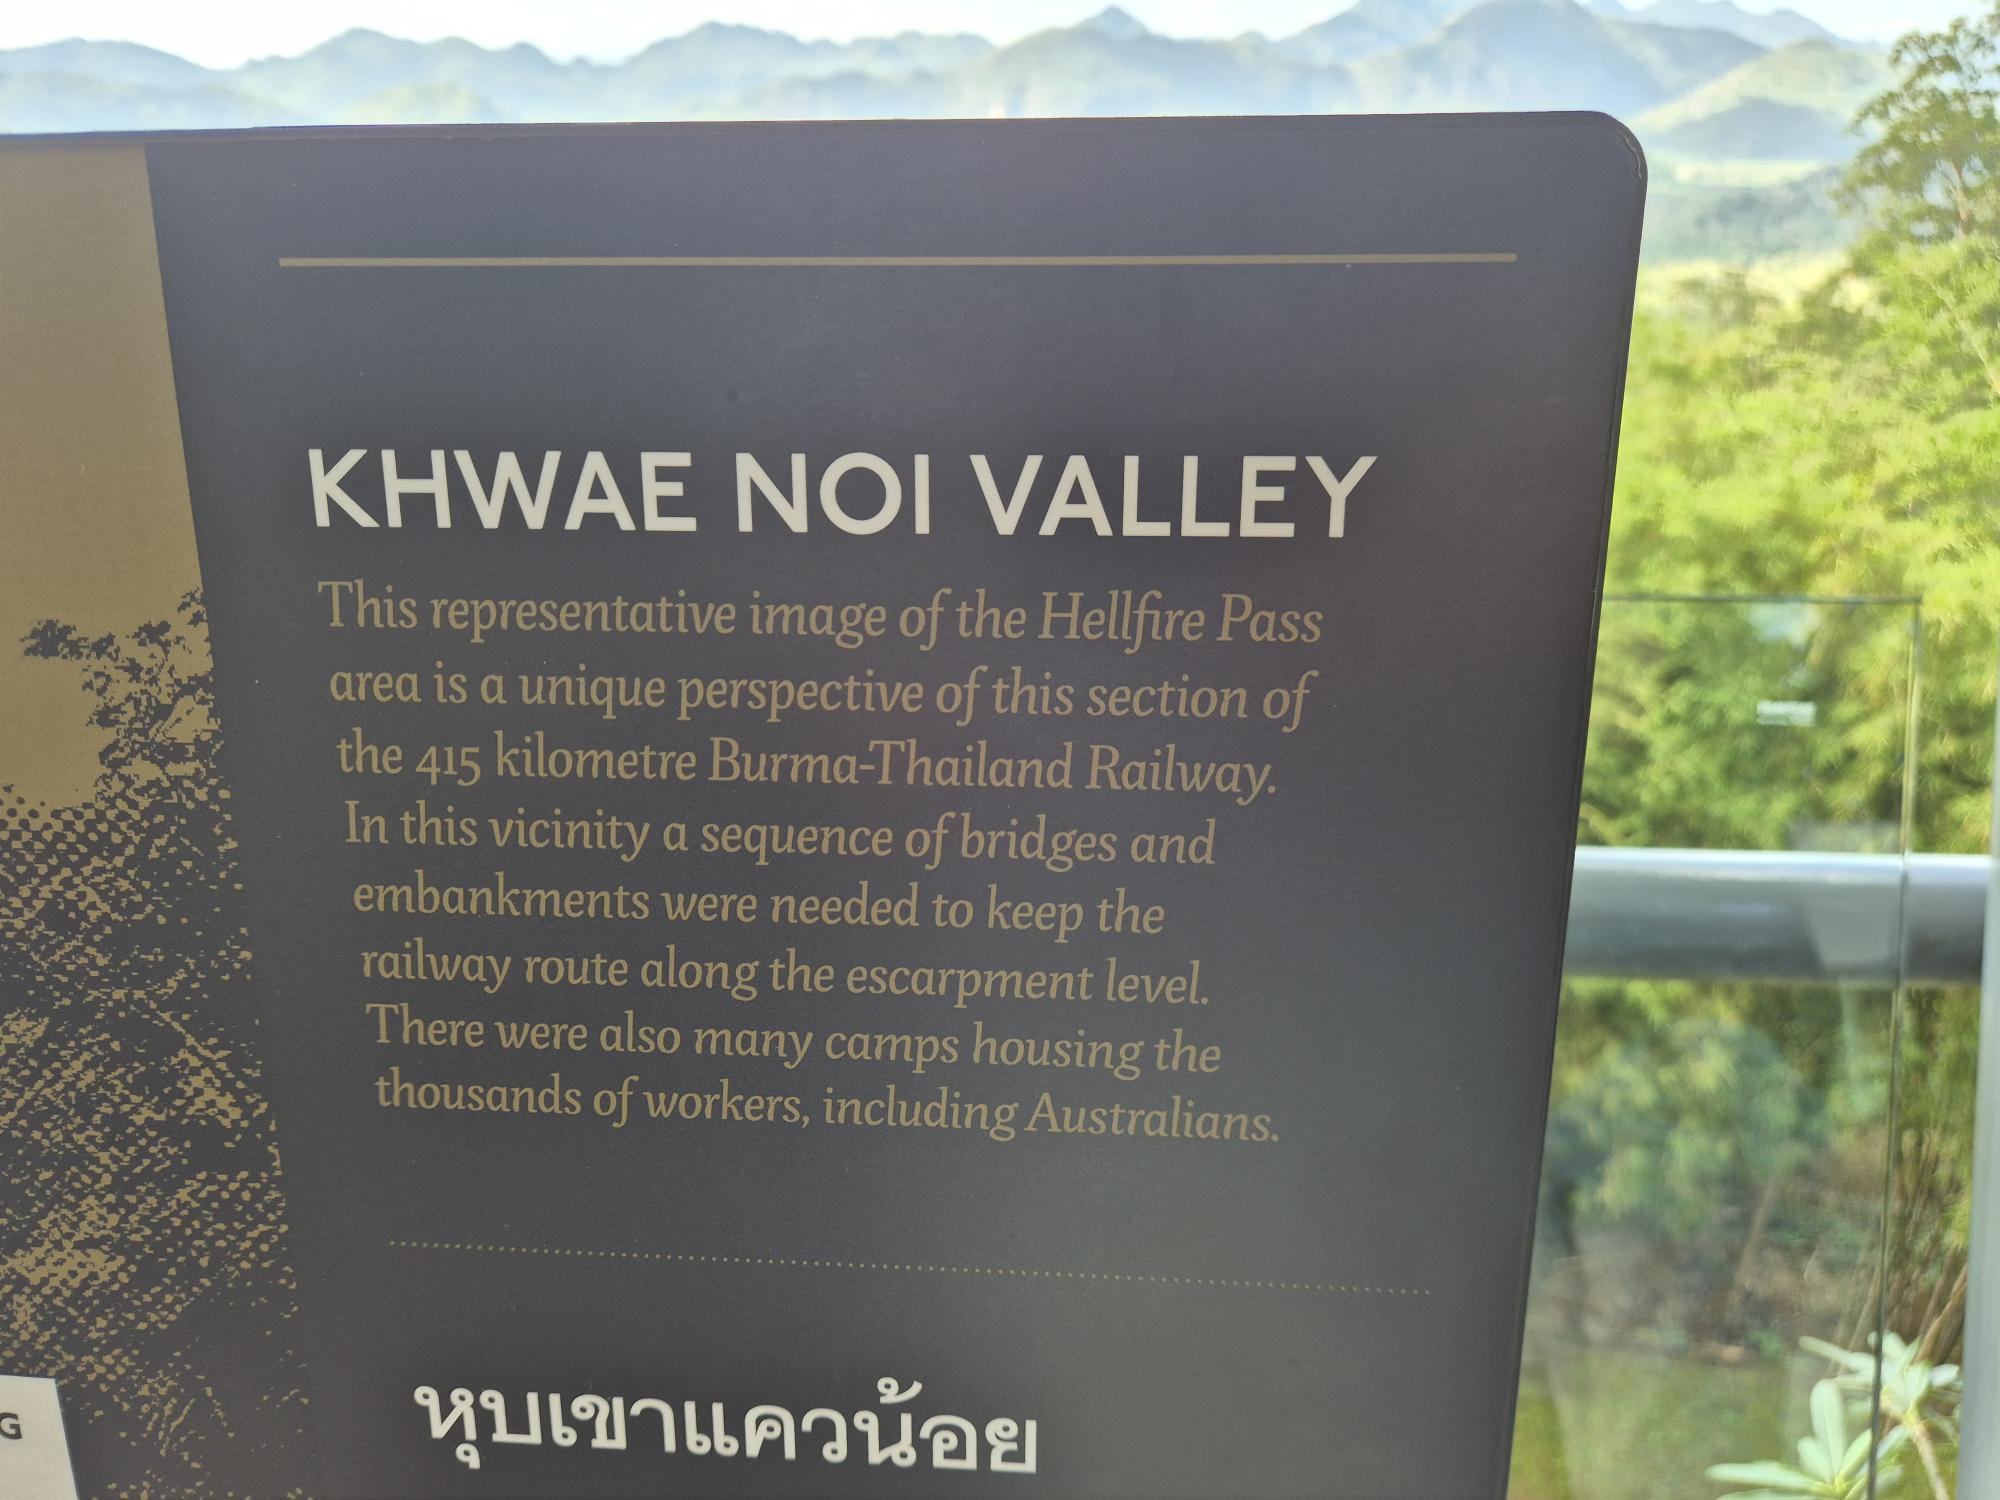 KHWAE NOI VALLEY
This representative image of the Hellfire Pass
area is a unique perspective of this section of
the 415 kilometre Burma-Thailand Railway.
In this vicinity a sequence of bridges and
embankments were needed to keep the
railway route along the escarpment level.
There were also many camps housing the
thousands of workers, including Australians.
หุบเขาแควน้อย
G